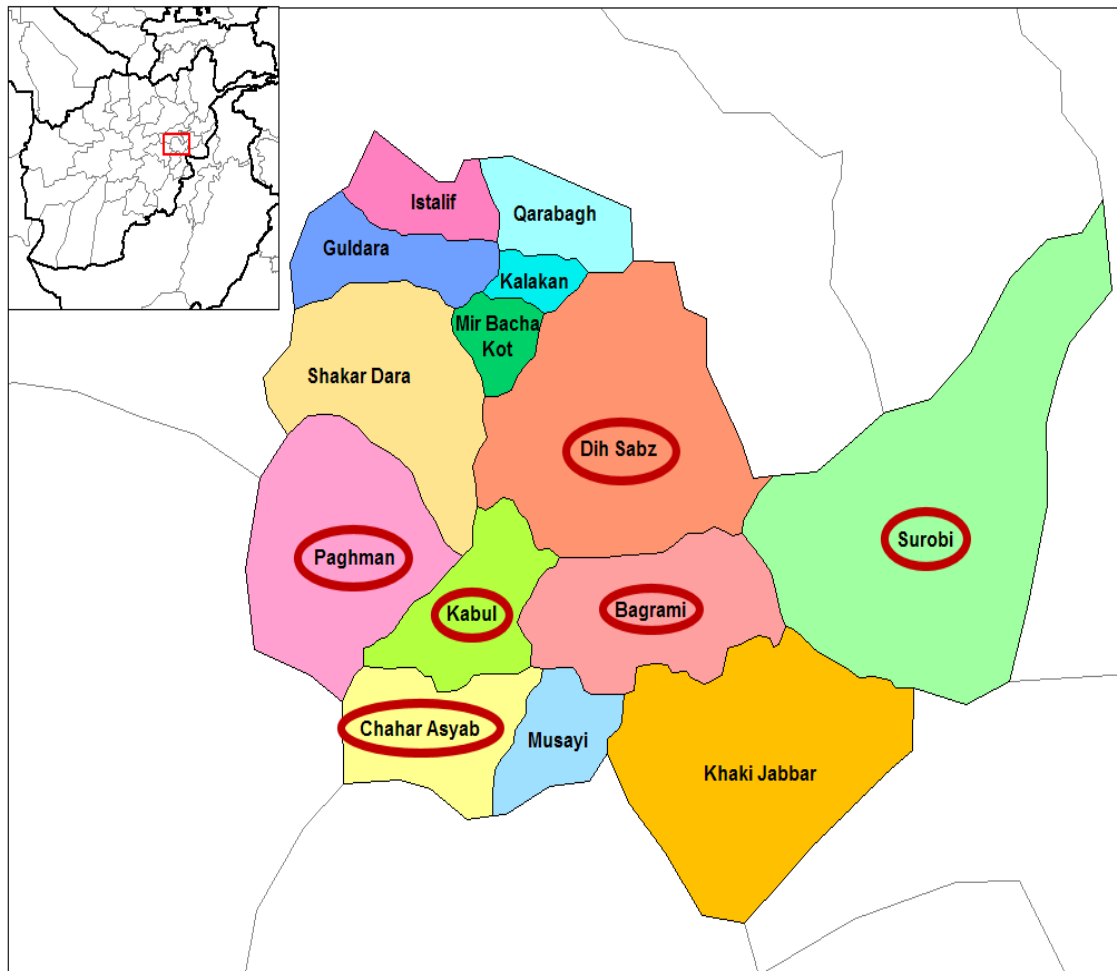 Istalif
Qarabagh
Guldara
Kalakan
Mir Bacha
Kot
Shakar Dara
Dih Sabz
Surobi
Paghman
Kabul
Bagrami
Chahar Asyab
Musayi
Khaki Jabbar